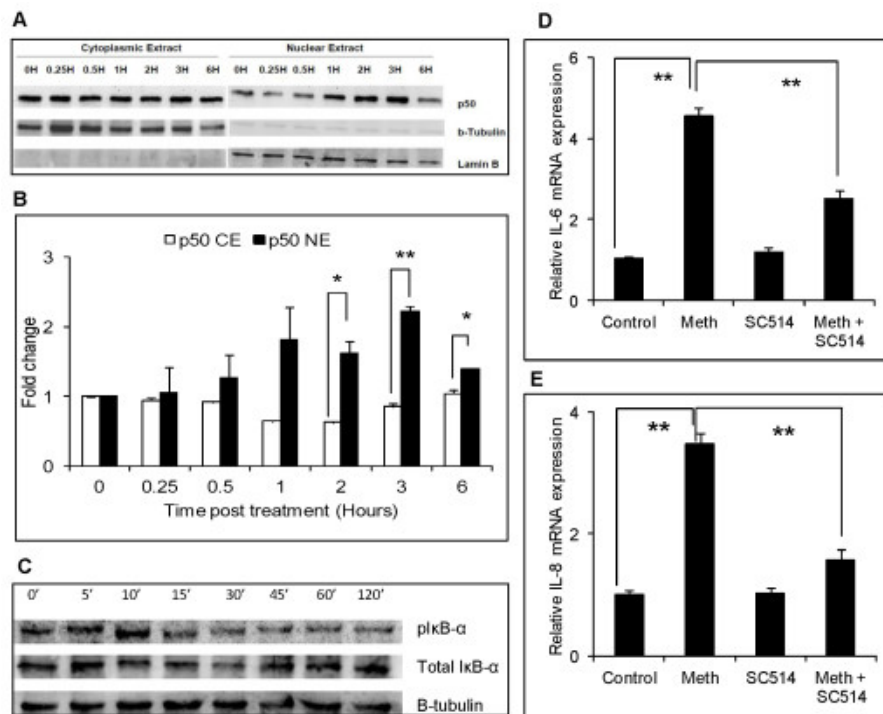 A
Cytoplasmic Extract Nuclear Extract
0H 0.25H 0.5H 1H 2H 3H 6H 0H 0.25H 0.5H 1H 2H 3H 6H
p50
b-Tubulin
Lamin B
B
p50 CE p50 NE
Fold change
3
2
1
0
* ** *
0 0.25 0.5 1 2 3 6
Time post treatment (Hours)
C
0' 5' 10' 15' 30' 45' 60' 120'
pIκB-α
Total IκB-α
B-tubulin
D
Relative IL-6 mRNA expression
6
4
2
0
** **
Control Meth SC514 Meth +
SC514
E
Relative IL-8 mRNA expression
4
2
0
** **
Control Meth SC514 Meth +
SC514